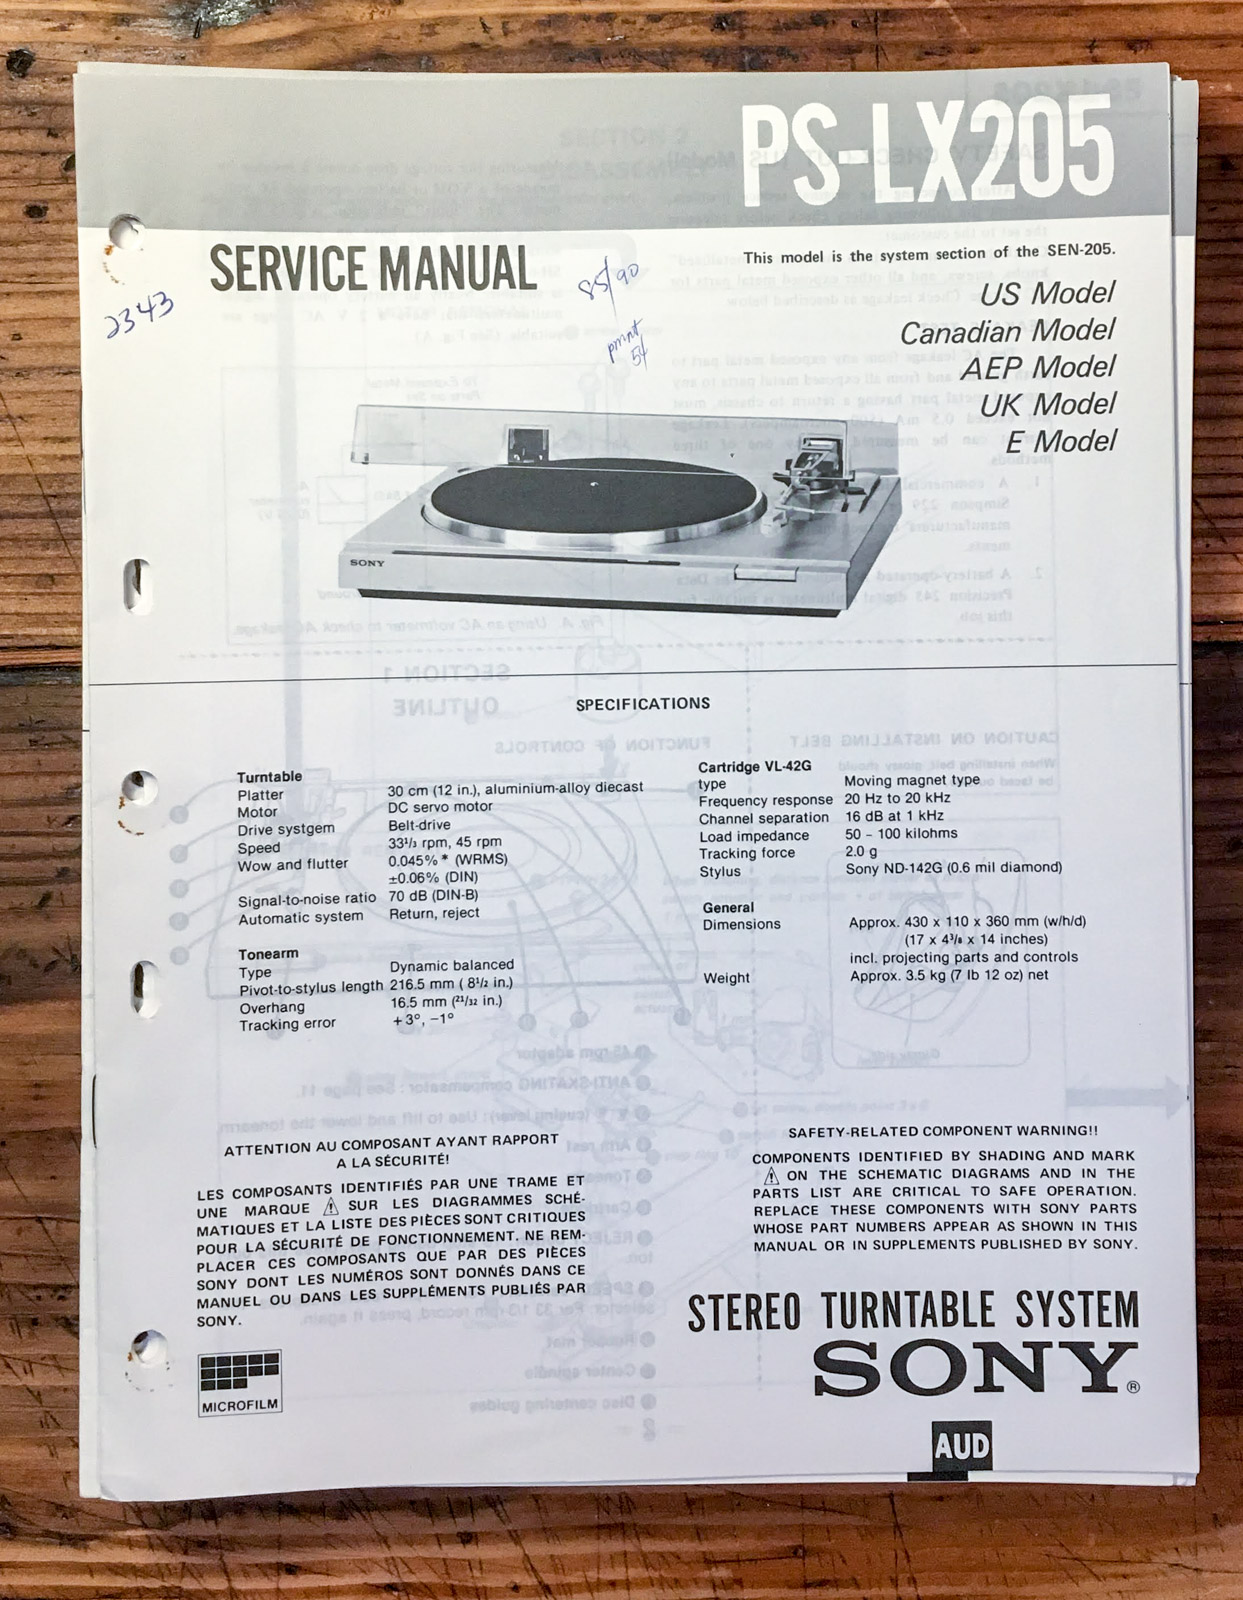 PS-LX205
SERVICE MANUAL
This model is the system section of the SEN-205.
US Model
Canadian Model
AEP Model
UK Model
E Model
2343
85/90
SONY
SPECIFICATIONS
Turntable
Platter 30 cm (12 in.), aluminium-alloy diecast
Motor DC servo motor
Drive systgem Belt-drive
Speed 33¹/₃ rpm, 45 rpm
Wow and flutter 0.045%* (WRMS)
±0.06% (DIN)
Signal-to-noise ratio 70 dB (DIN-B)
Automatic system Return, reject
Tonearm
Type Dynamic balanced
Pivot-to-stylus length 216.5 mm ( 8¹/₂ in.)
Overhang 16.5 mm (²¹/₃₂ in.)
Tracking error +3°, −1°
Cartridge VL-42G
type Moving magnet type
Frequency response 20 Hz to 20 kHz
Channel separation 16 dB at 1 kHz
Load impedance 50 – 100 kilohms
Tracking force 2.0 g
Stylus Sony ND-142G (0.6 mil diamond)
General
Dimensions Approx. 430 x 110 x 360 mm (w/h/d)
(17 x 4³/₈ x 14 inches)
incl. projecting parts and controls
Weight Approx. 3.5 kg (7 lb 12 oz) net
ATTENTION AU COMPOSANT AYANT RAPPORT
A LA SÉCURITÉ!
LES COMPOSANTS IDENTIFIÉS PAR UNE TRAME ET
UNE MARQUE ⚠ SUR LES DIAGRAMMES SCHÉ-
MATIQUES ET LA LISTE DES PIÈCES SONT CRITIQUES
POUR LA SÉCURITÉ DE FONCTIONNEMENT. NE REM-
PLACER CES COMPOSANTS QUE PAR DES PIÈCES
SONY DONT LES NUMÉROS SONT DONNÉS DANS CE
MANUEL OU DANS LES SUPPLÉMENTS PUBLIÉS PAR
SONY.
SAFETY-RELATED COMPONENT WARNING!!
COMPONENTS IDENTIFIED BY SHADING AND MARK
⚠ ON THE SCHEMATIC DIAGRAMS AND IN THE
PARTS LIST ARE CRITICAL TO SAFE OPERATION.
REPLACE THESE COMPONENTS WITH SONY PARTS
WHOSE PART NUMBERS APPEAR AS SHOWN IN THIS
MANUAL OR IN SUPPLEMENTS PUBLISHED BY SONY.
MICROFILM
STEREO TURNTABLE SYSTEM
SONY®
AUD